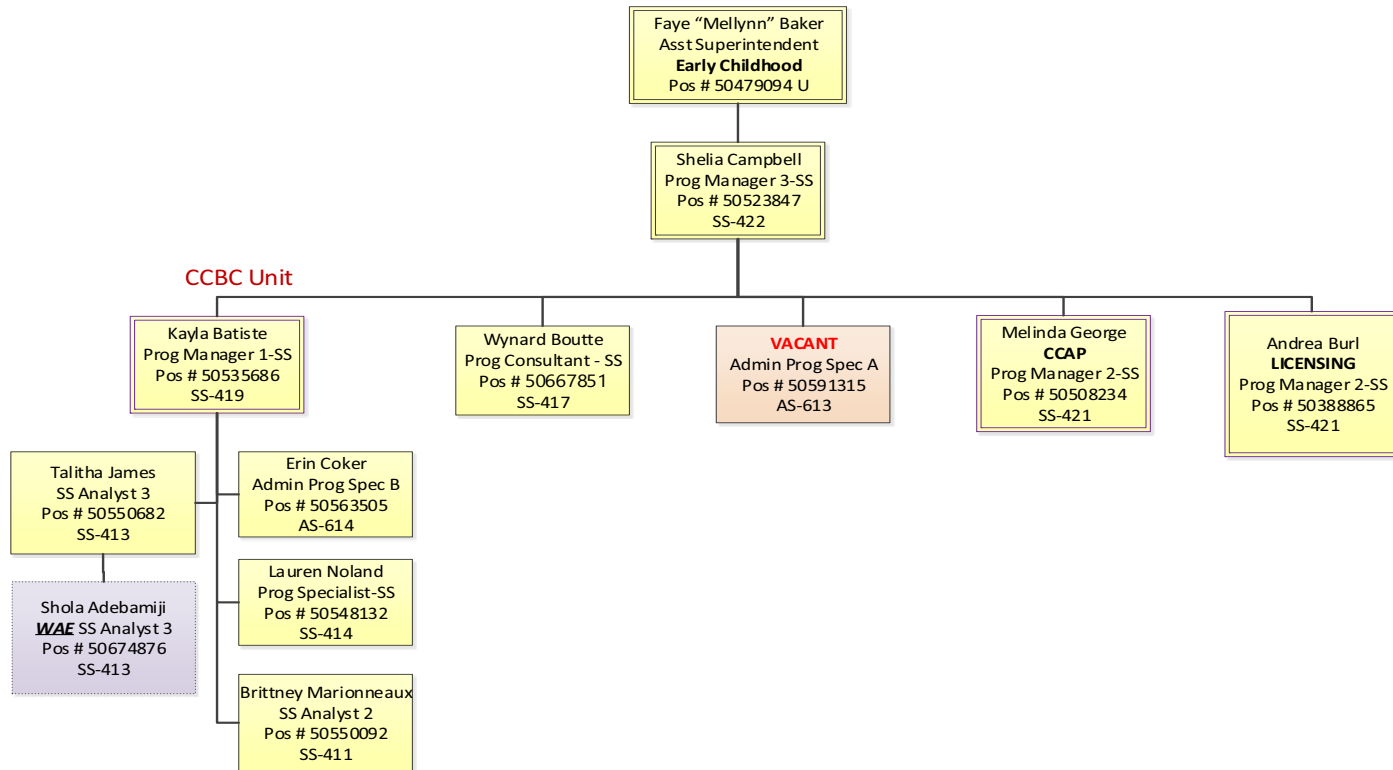 Faye “Mellynn” Baker
Asst Superintendent
Early Childhood
Pos # 50479094 U
Shelia Campbell
Prog Manager 3-SS
Pos # 50523847
SS-422
CCBC Unit
Kayla Batiste
Prog Manager 1-SS
Pos # 50535686
SS-419
Wynard Boutte
Prog Consultant - SS
Pos # 50667851
SS-417
VACANT
Admin Prog Spec A
Pos # 50591315
AS-613
Melinda George
CCAP
Prog Manager 2-SS
Pos # 50508234
SS-421
Andrea Burl
LICENSING
Prog Manager 2-SS
Pos # 50388865
SS-421
Talitha James
SS Analyst 3
Pos # 50550682
SS-413
Erin Coker
Admin Prog Spec B
Pos # 50563505
AS-614
Shola Adebamiji
WAE SS Analyst 3
Pos # 50674876
SS-413
Lauren Noland
Prog Specialist-SS
Pos # 50548132
SS-414
Brittney Marionneaux
SS Analyst 2
Pos # 50550092
SS-411